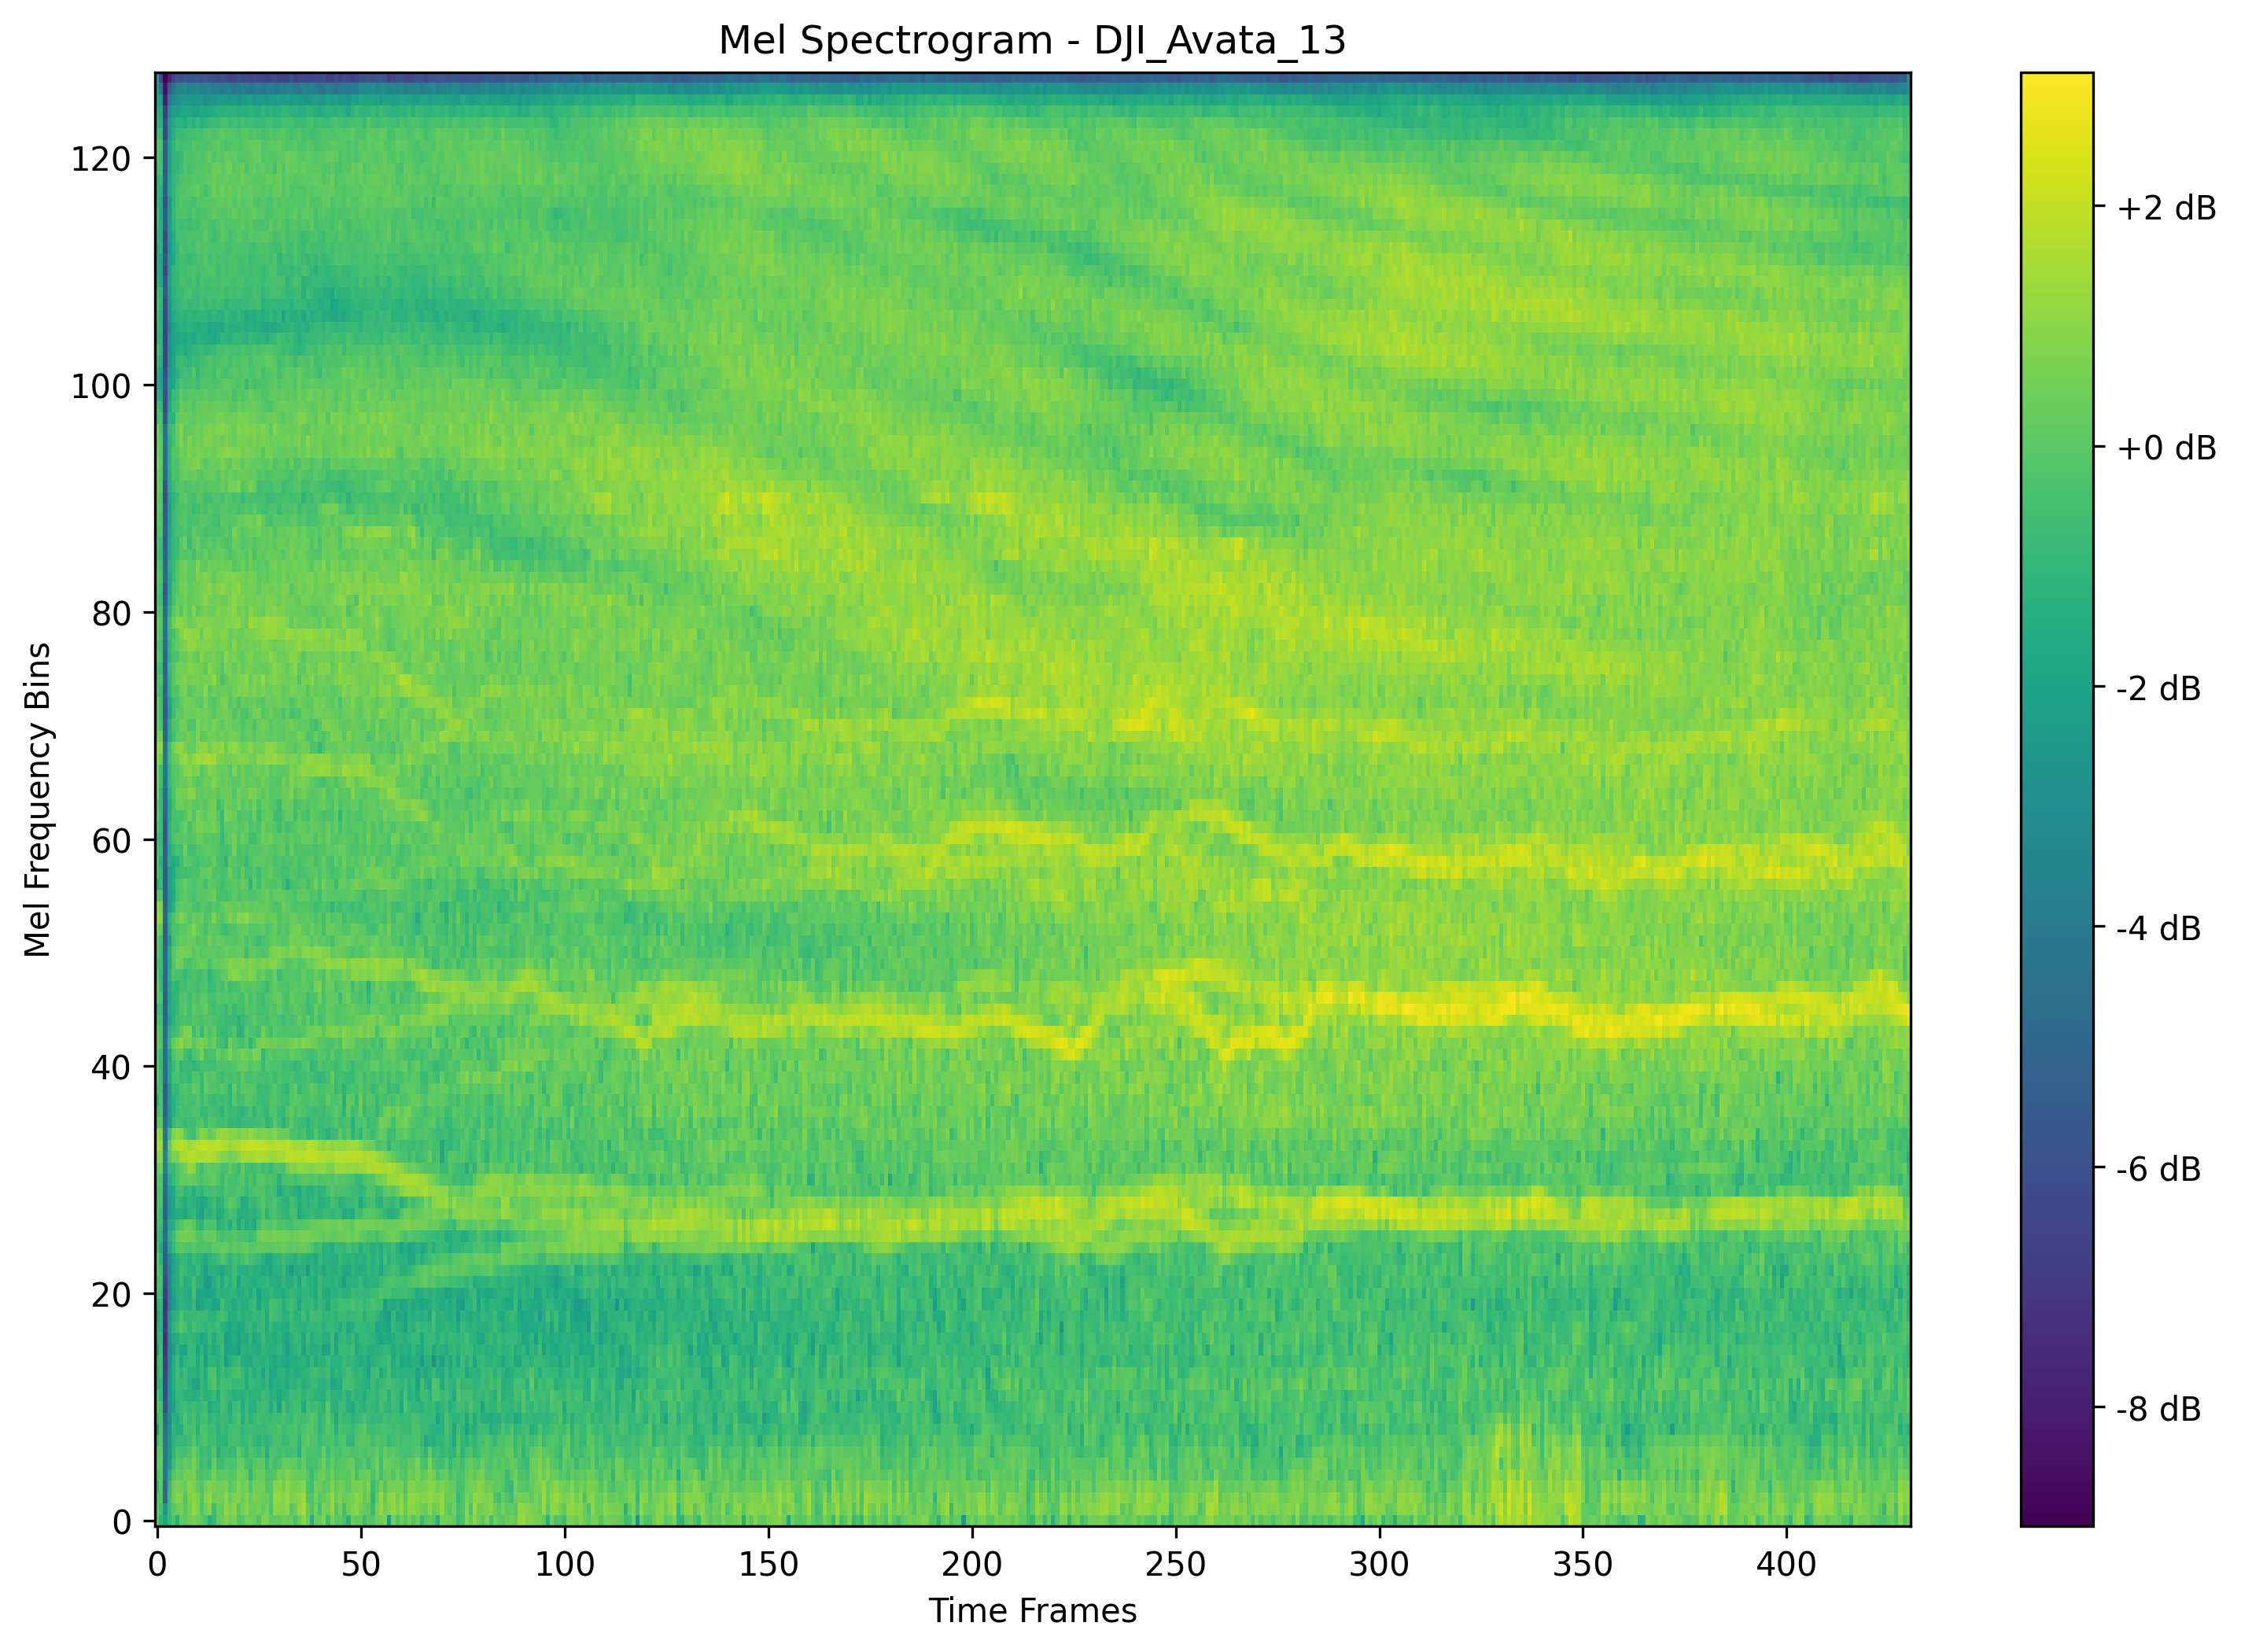 Mel Spectrogram - DJI_Avata_13
Mel Frequency Bins
120
100
80
60
40
20
0
0 50 100 150 200 250 300 350 400
Time Frames
+2 dB
+0 dB
-2 dB
-4 dB
-6 dB
-8 dB